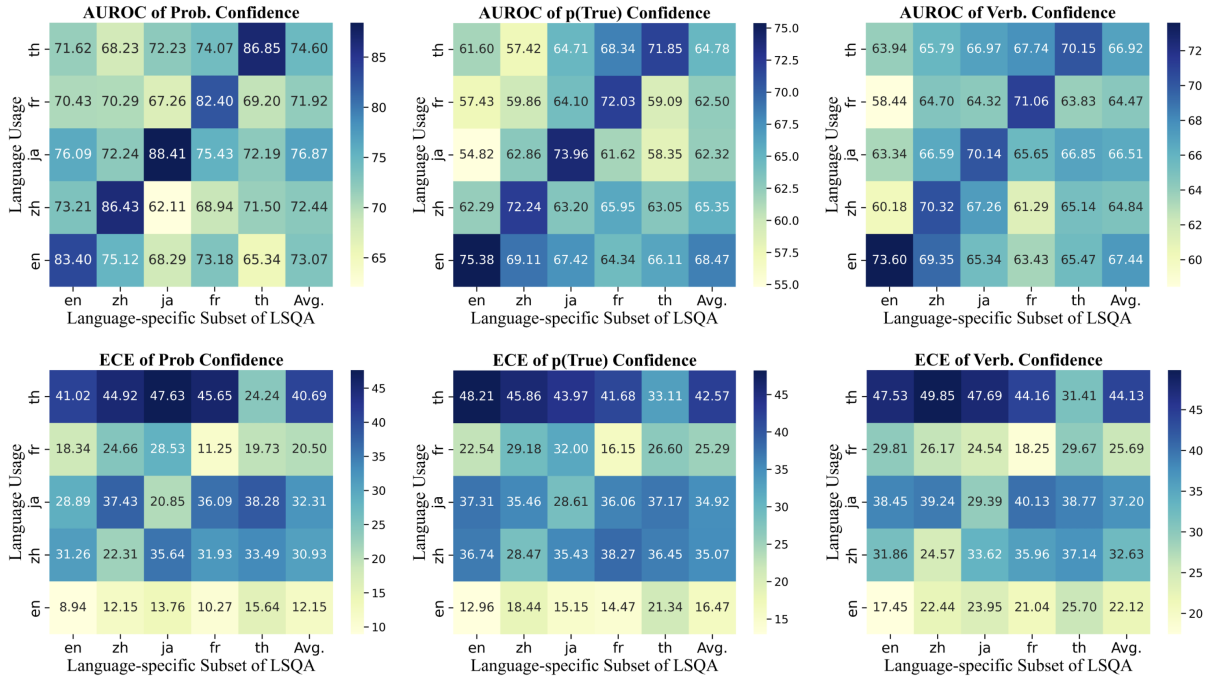 AUROC of Prob. Confidence
Language Usage
th 71.62 68.23 72.23 74.07 86.85 74.60
fr 70.43 70.29 67.26 82.40 69.20 71.92
ja 76.09 72.24 88.41 75.43 72.19 76.87
zh 73.21 86.43 62.11 68.94 71.50 72.44
en 83.40 75.12 68.29 73.18 65.34 73.07
en zh ja fr th Avg.
Language-specific Subset of LSQA
85
80
75
70
65
AUROC of p(True) Confidence
Language Usage
th 61.60 57.42 64.71 68.34 71.85 64.78
fr 57.43 59.86 64.10 72.03 59.09 62.50
ja 54.82 62.86 73.96 61.62 58.35 62.32
zh 62.29 72.24 63.20 65.95 63.05 65.35
en 75.38 69.11 67.42 64.34 66.11 68.47
en zh ja fr th Avg.
Language-specific Subset of LSQA
75.0
72.5
70.0
67.5
65.0
62.5
60.0
57.5
55.0
AUROC of Verb. Confidence
Language Usage
th 63.94 65.79 66.97 67.74 70.15 66.92
fr 58.44 64.70 64.32 71.06 63.83 64.47
ja 63.34 66.59 70.14 65.65 66.85 66.51
zh 60.18 70.32 67.26 61.29 65.14 64.84
en 73.60 69.35 65.34 63.43 65.47 67.44
en zh ja fr th Avg.
Language-specific Subset of LSQA
72
70
68
66
64
62
60
ECE of Prob Confidence
Language Usage
th 41.02 44.92 47.63 45.65 24.24 40.69
fr 18.34 24.66 28.53 11.25 19.73 20.50
ja 28.89 37.43 20.85 36.09 38.28 32.31
zh 31.26 22.31 35.64 31.93 33.49 30.93
en 8.94 12.15 13.76 10.27 15.64 12.15
en zh ja fr th Avg.
Language-specific Subset of LSQA
45
40
35
30
25
20
15
10
ECE of p(True) Confidence
Language Usage
th 48.21 45.86 43.97 41.68 33.11 42.57
fr 22.54 29.18 32.00 16.15 26.60 25.29
ja 37.31 35.46 28.61 36.06 37.17 34.92
zh 36.74 28.47 35.43 38.27 36.45 35.07
en 12.96 18.44 15.15 14.47 21.34 16.47
en zh ja fr th Avg.
Language-specific Subset of LSQA
45
40
35
30
25
20
15
ECE of Verb. Confidence
Language Usage
th 47.53 49.85 47.69 44.16 31.41 44.13
fr 29.81 26.17 24.54 18.25 29.67 25.69
ja 38.45 39.24 29.39 40.13 38.77 37.20
zh 31.86 24.57 33.62 35.96 37.14 32.63
en 17.45 22.44 23.95 21.04 25.70 22.12
en zh ja fr th Avg.
Language-specific Subset of LSQA
45
40
35
30
25
20